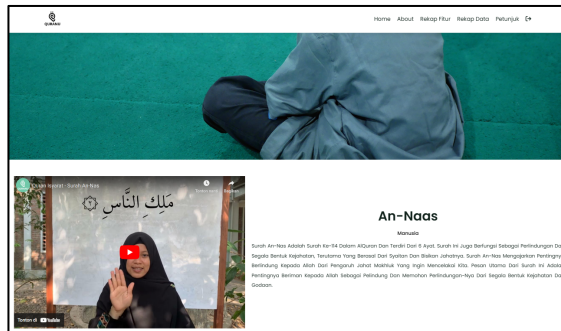 QURANKU
Home About Rekap Fitur Rekap Data Petunjuk
Quran Isyarat - Surah An-Nas
مَلِكِ النَّاسِ ٢
Tonton di YouTube
An-Naas
Manusia
Surah An-Nas Adalah Surah Ke-114 Dalam AlQuran Dan Terdiri Dari 6 Ayat. Surah Ini Juga Berfungsi Sebagai Perlindungan Da
Segala Bentuk Kejahatan, Terutama Yang Berasal Dari Syaitan Dan Bisikan Jahatnya. Surah An-Nas Mengajarkan Pentingny
Berlindung Kepada Allah Dari Pengaruh Jahat Makhluk Yang Ingin Mencelakai Kita. Pesan Utama Dari Surah Ini Adala
Pentingnya Beriman Kepada Allah Sebagai Pelindung Dan Memohon Perlindungan-Nya Dari Segala Bentuk Kejahatan Da
Godaan.